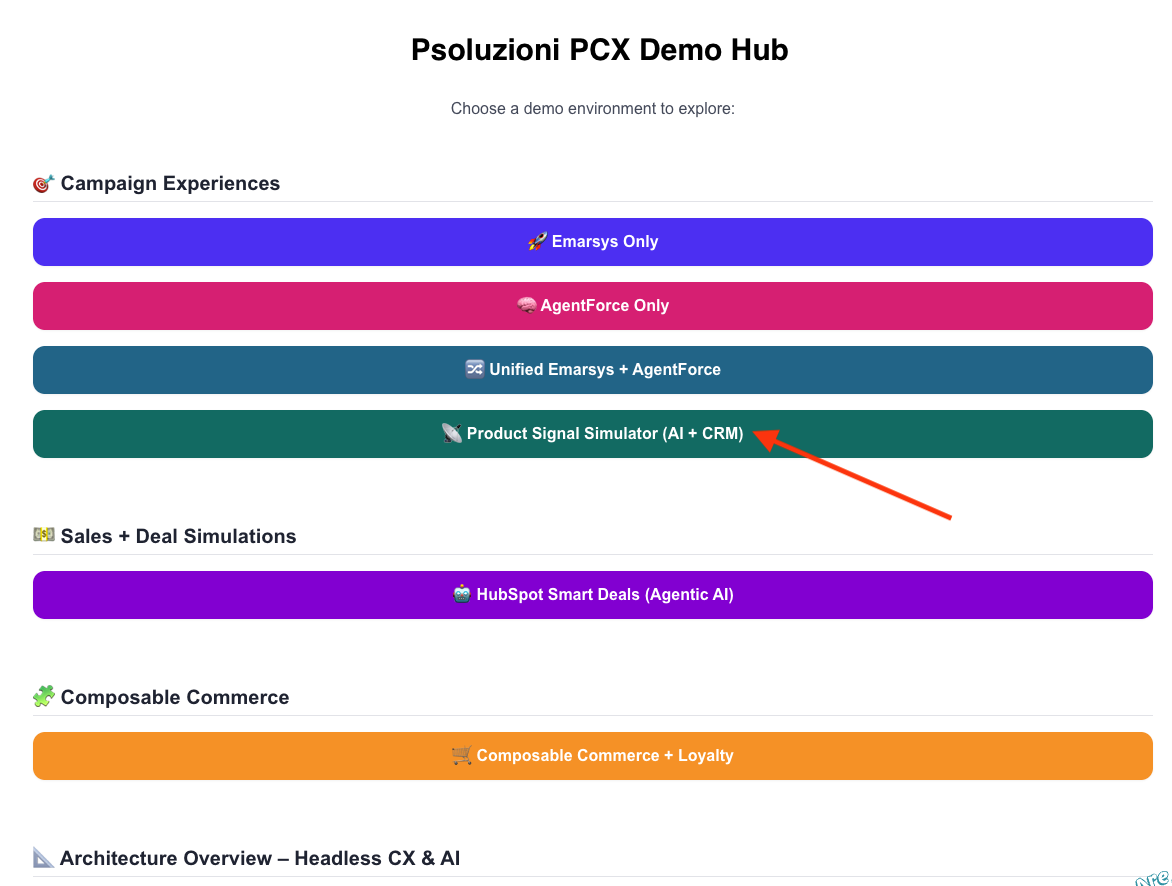 Psoluzioni PCX Demo Hub
Choose a demo environment to explore:
🎯 Campaign Experiences
🚀 Emarsys Only
🧠 AgentForce Only
🔀 Unified Emarsys + AgentForce
📡 Product Signal Simulator (AI + CRM)
💵 Sales + Deal Simulations
🤖 HubSpot Smart Deals (Agentic AI)
🧩 Composable Commerce
🛒 Composable Commerce + Loyalty
📐 Architecture Overview – Headless CX & AI